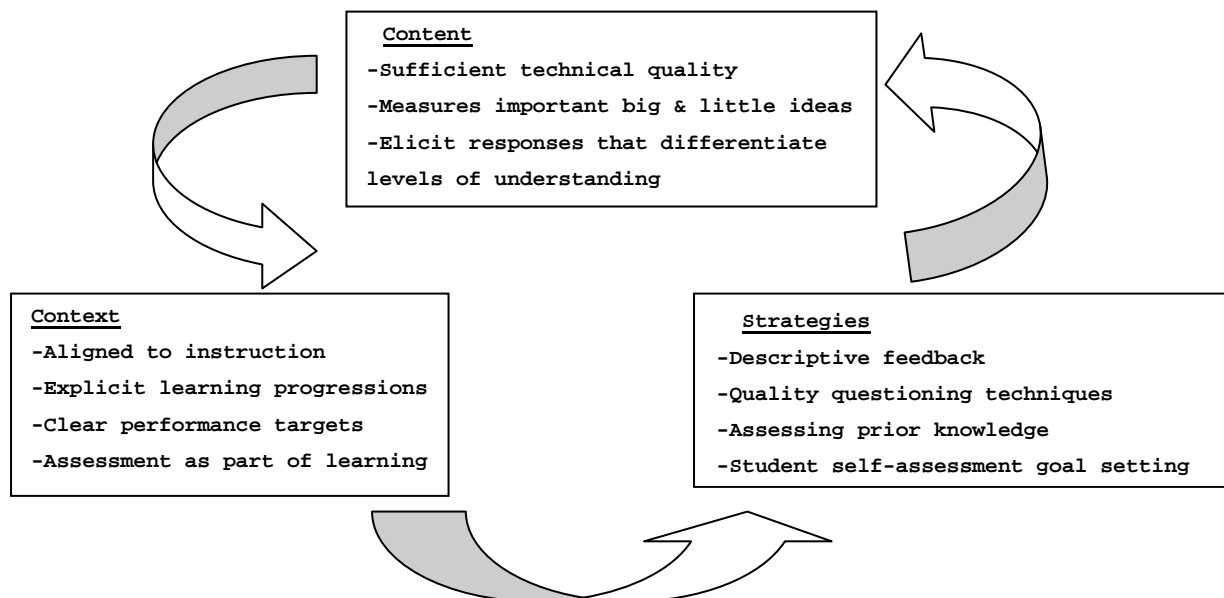 Content
-Sufficient technical quality
-Measures important big & little ideas
-Elicit responses that differentiate
levels of understanding
Context
-Aligned to instruction
-Explicit learning progressions
-Clear performance targets
-Assessment as part of learning
Strategies
-Descriptive feedback
-Quality questioning techniques
-Assessing prior knowledge
-Student self-assessment goal setting